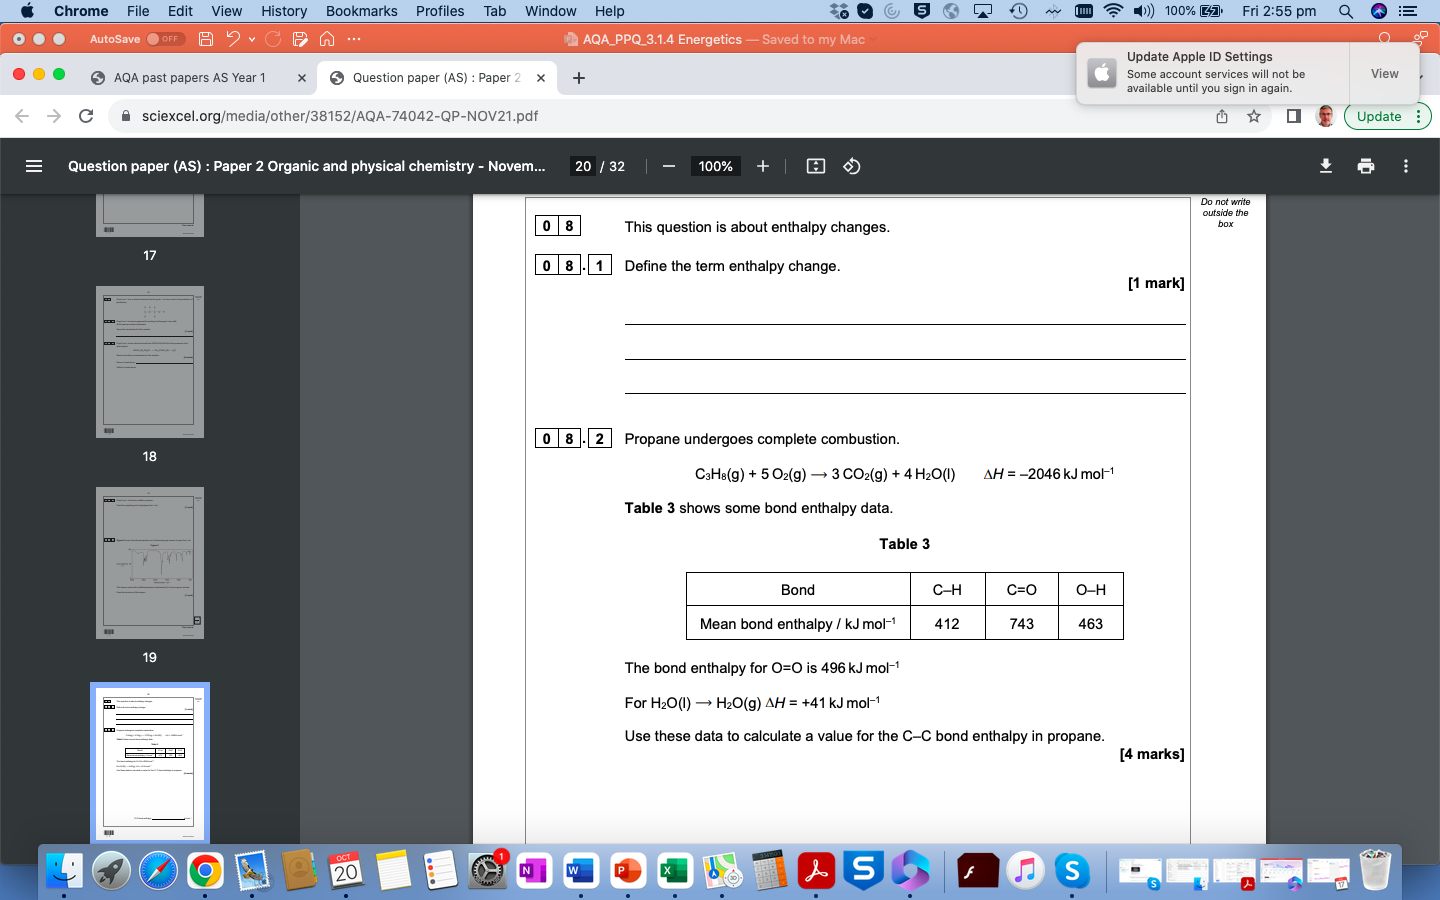 Chrome File Edit View History Bookmarks Profiles Tab Window Help 100% Fri 2:55 pm
AutoSave OFF AQA_PPQ_3.1.4 Energetics — Saved to my Mac
AQA past papers AS Year 1 Question paper (AS) : Paper 2
Update Apple ID Settings
Some account services will not be
available until you sign in again.
View
sciexcel.org/media/other/38152/AQA-74042-QP-NOV21.pdf Update
Question paper (AS) : Paper 2 Organic and physical chemistry - Novem... 20 / 32 100%
17
18
19
Do not write
outside the
box
0 8 This question is about enthalpy changes.
0 8 . 1 Define the term enthalpy change.
[1 mark]
0 8 . 2 Propane undergoes complete combustion.
C₃H₈(g) + 5 O₂(g) ⟶ 3 CO₂(g) + 4 H₂O(l) ΔH = –2046 kJ mol⁻¹
Table 3 shows some bond enthalpy data.
Table 3
Bond C–H C=O O–H
Mean bond enthalpy / kJ mol⁻¹ 412 743 463
The bond enthalpy for O=O is 496 kJ mol⁻¹
For H₂O(l) ⟶ H₂O(g) ΔH = +41 kJ mol⁻¹
Use these data to calculate a value for the C–C bond enthalpy in propane.
[4 marks]
OCT
20
1
N W P X 3D S f S
17